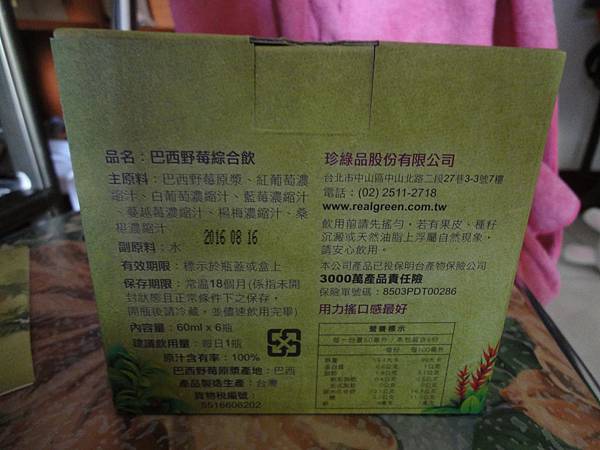 品名：巴西野莓綜合飲
主原料：巴西野莓原漿、紅葡萄濃
縮汁、白葡萄濃縮汁、藍莓濃縮汁
、蔓越莓濃縮汁、楊梅濃縮汁、桑
椹濃縮汁
2016 08 16
副原料：水
有效期限：標示於瓶蓋或盒上
保存期限：常溫18個月(係指未開
封狀態且正常條件下之保存，
開瓶後請冷藏，並儘速飲用完畢)
內容量：60ml x 6瓶
建議飲用量：每日1瓶
原汁含有率：100%
巴西野莓原漿產地：巴西
產品製造生產：台灣
貨物稅編號
5516606202
珍綠品股份有限公司
台北市中山區中山北路二段27巷3-3號7樓
電話：(02) 2511-2718
www.realgreen.com.tw
飲用前請先搖勻，若有果皮、種籽
沉澱或天然油脂上浮屬自然現象，
請安心飲用。
本公司產品已投保明台產物保險公司
3000萬產品責任險
保險單號碼：8503PDT00286
用力搖口感最好
營養標示